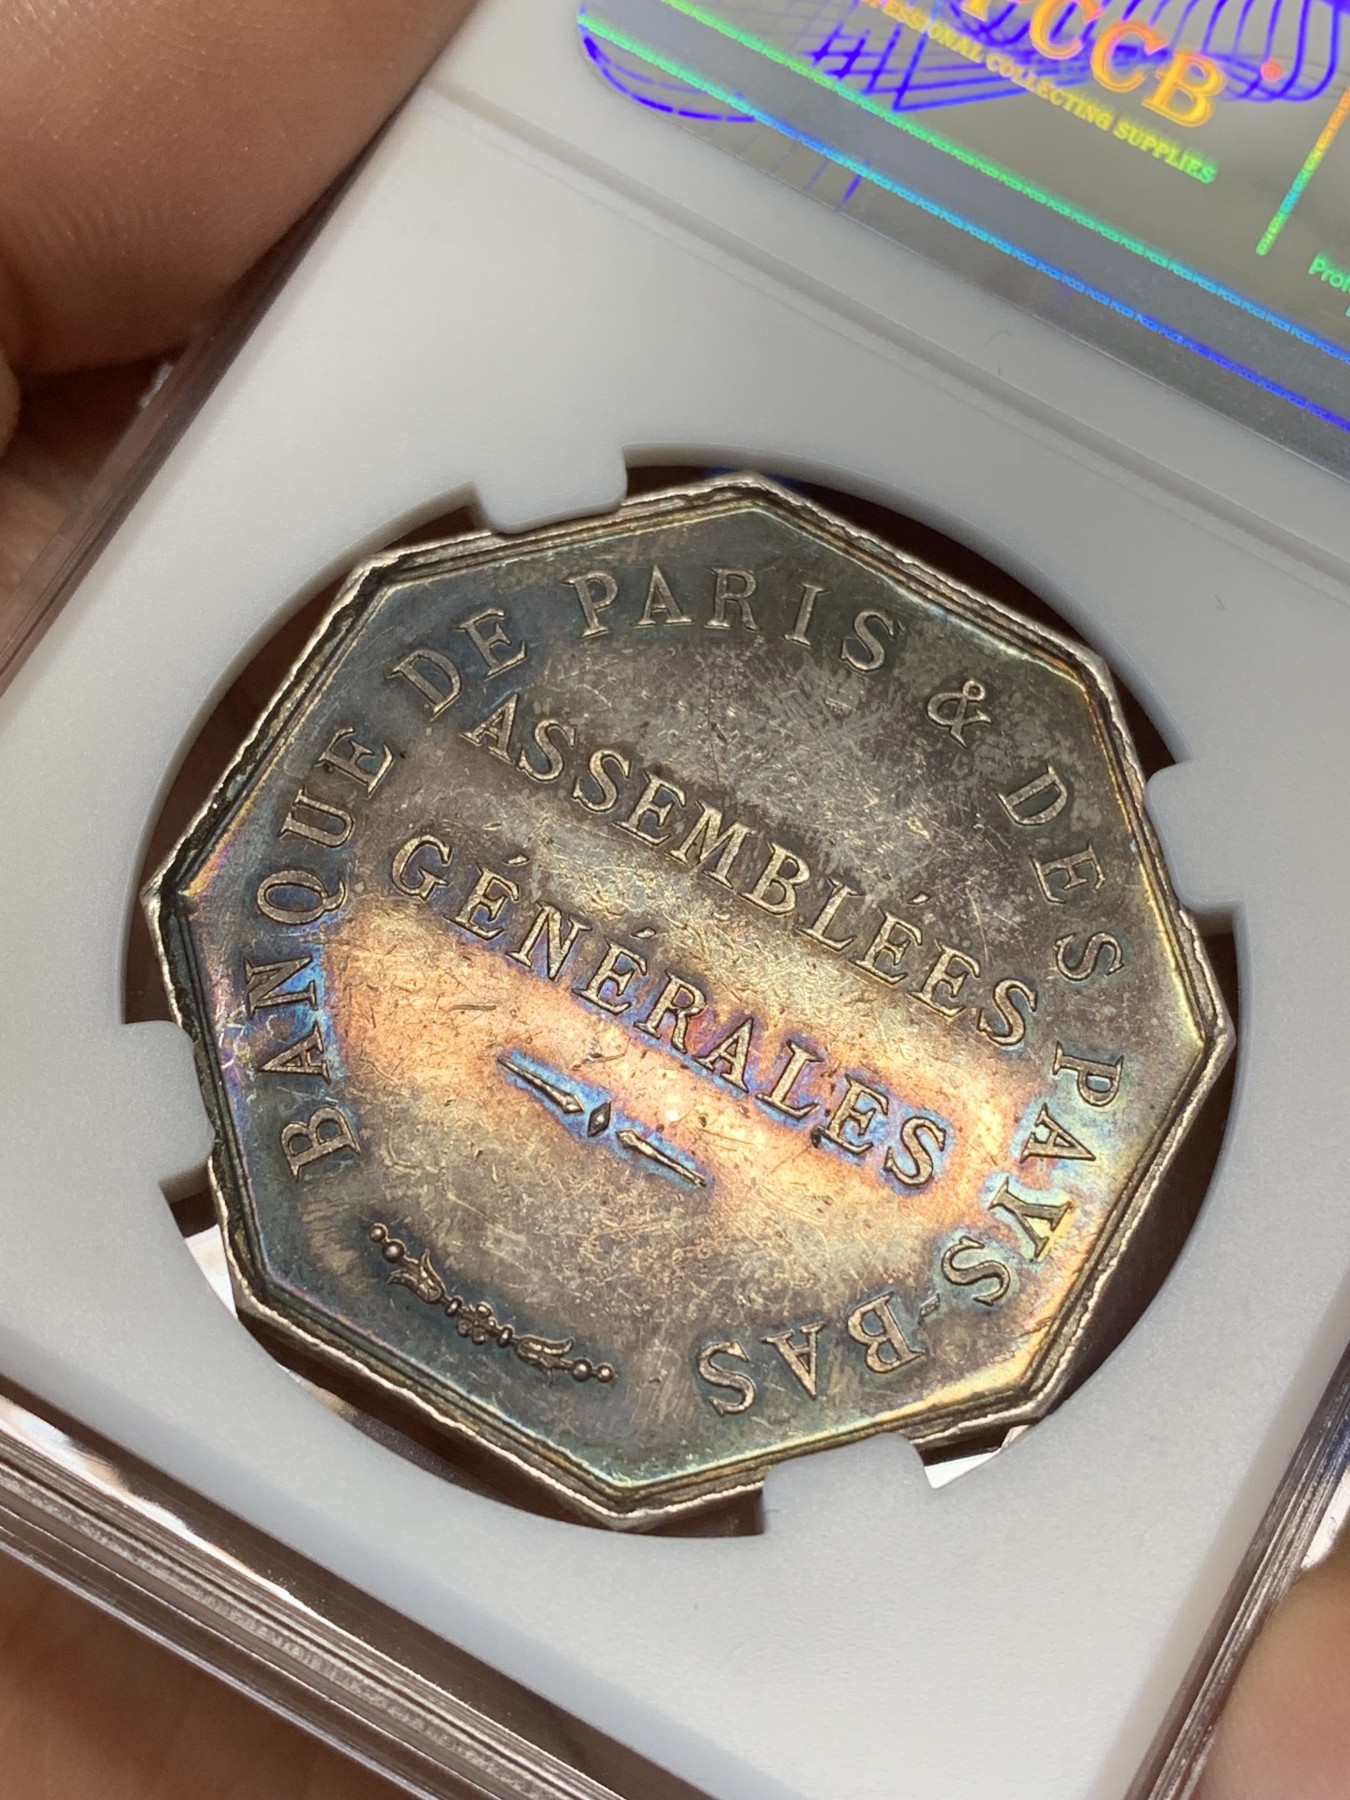 PCCB
PROFESSIONAL COLLECTING SUPPLIES
BANQUE DE PARIS & DES PAYS-BAS
ASSEMBLÉES
GÉNÉRALES